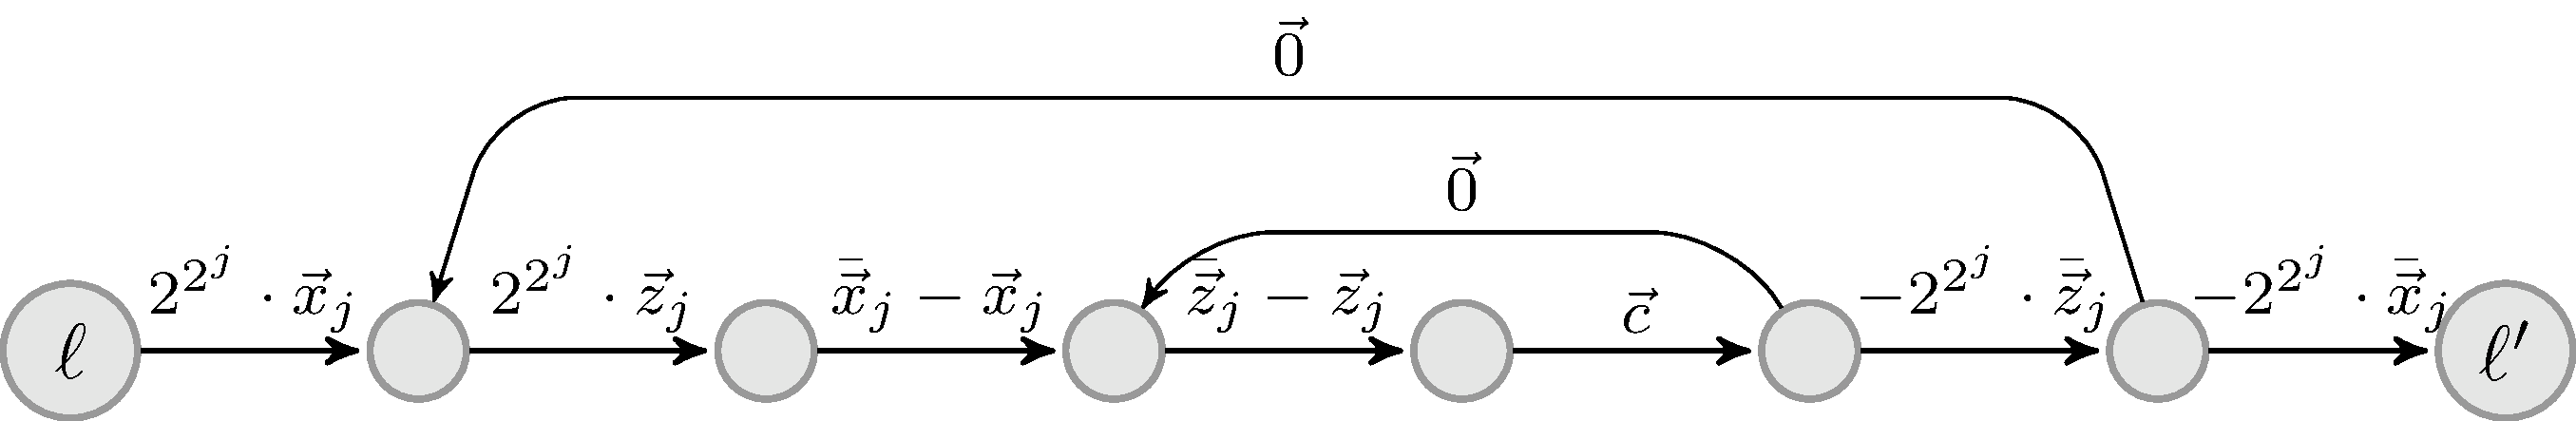 $\vec{0}$
$\vec{0}$
$2^{2^j} \cdot \vec{x}_j$ $2^{2^j} \cdot \vec{z}_j$ $\bar{\vec{x}}_j - \vec{x}_j$ $\bar{\vec{z}}_j - \vec{z}_j$ $\vec{c}$ $-2^{2^j} \cdot \bar{\vec{z}}_j$ $-2^{2^j} \cdot \bar{\vec{x}}_j$
$\ell$ $\ell'$